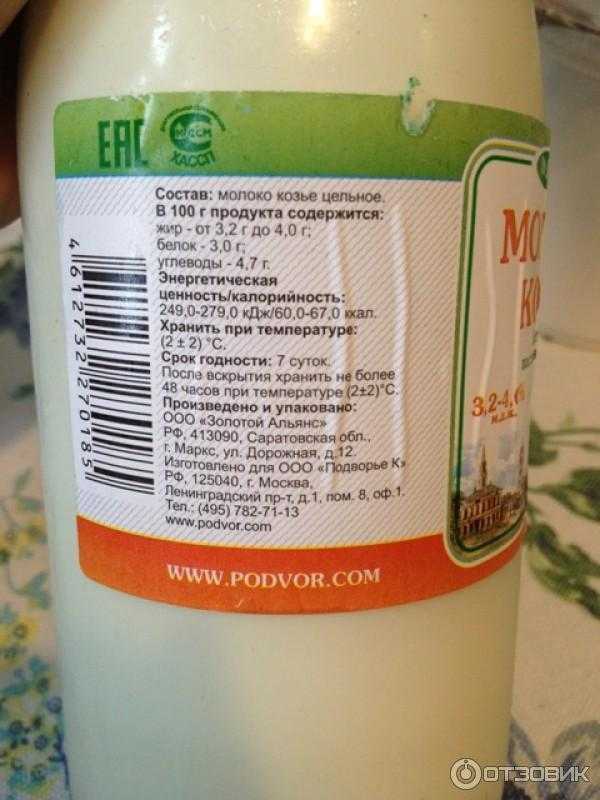 ЕАС
ХАССП
Состав: молоко козье цельное.
В 100 г продукта содержится:
жир - от 3,2 г до 4,0 г;
белок - 3,0 г;
углеводы - 4,7 г.
Энергетическая
ценность/калорийность:
249,0-279,0 кДж/60,0-67,0 ккал.
Хранить при температуре:
(2 ± 2) °С.
Срок годности: 7 суток.
После вскрытия хранить не более
48 часов при температуре (2±2)°С.
Произведено и упаковано:
ООО «Золотой Альянс»
РФ, 413090, Саратовская обл.,
г. Маркс, ул. Дорожная, д.12.
Изготовлено для ООО «Подворье К»
РФ, 125040, г. Москва,
Ленинградский пр-т, д.1, пом. 8, оф.1.
Тел.: (495) 782-71-13
www.podvor.com
4 612732 270185
WWW.PODVOR.COM
3,2-4,
м.д.ж.
ОТЗОВИК